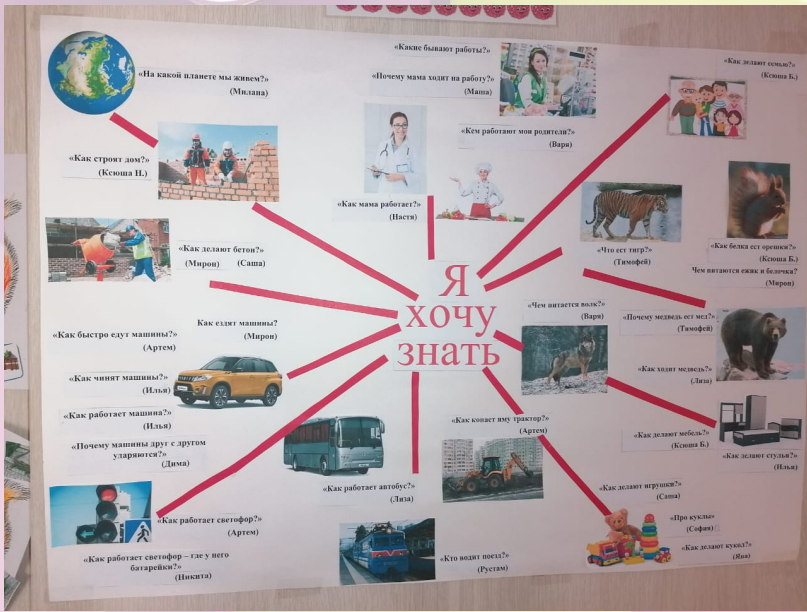 «На какой планете мы живем?»
(Милана)
«Как строят дом?»
(Ксюша Н.)
«Как делают бетон?»
(Мирон) (Саша)
Как ездят машины?
(Мирон)
«Как быстро едут машины?»
(Артем)
«Как чинят машины?»
(Илья)
«Как работает машина?»
(Илья)
«Почему машины друг с другом
ударяются?»
(Дима)
«Как работает светофор?»
(Артем)
«Как работает светофор – где у него
батарейки?»
(Никита)
«Какие бывают работы?»
«Почему мама ходит на работу?»
(Маша)
«Кем работают мои родители?»
(Варя)
«Как мама работает?»
(Настя)
Я
хочу
знать
«Как работает автобус?»
(Лиза)
«Кто водит поезд?»
(Рустам)
«Как копает яму трактор?»
(Артем)
«Как делают семью?»
(Ксюша Б.)
«Что ест тигр?»
(Тимофей)
«Как белка ест орешки?»
(Ксюша Б.)
Чем питаются ежик и белочка?
(Мирон)
«Чем питается волк?»
(Варя)
«Почему медведь ест мед?»
(Тимофей)
«Как ходит медведь?»
(Лиза)
«Как делают мебель?»
(Ксюша Б.)
«Как делают стулья?»
(Илья)
«Как делают игрушки?»
(Саша)
«Про куклы»
(София)
«Как делают кукол?»
(Яна)